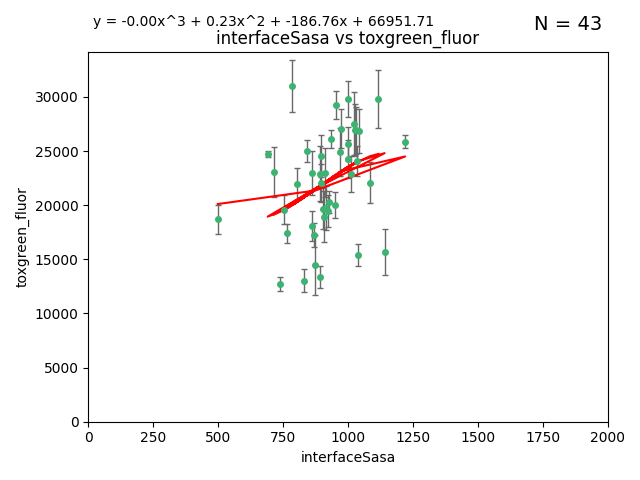 y = -0.00x^3 + 0.23x^2 + -186.76x + 66951.71
N = 43
interfaceSasa vs toxgreen_fluor
30000
25000
20000
15000
10000
5000
0
toxgreen_fluor
0 250 500 750 1000 1250 1500 1750 2000
interfaceSasa